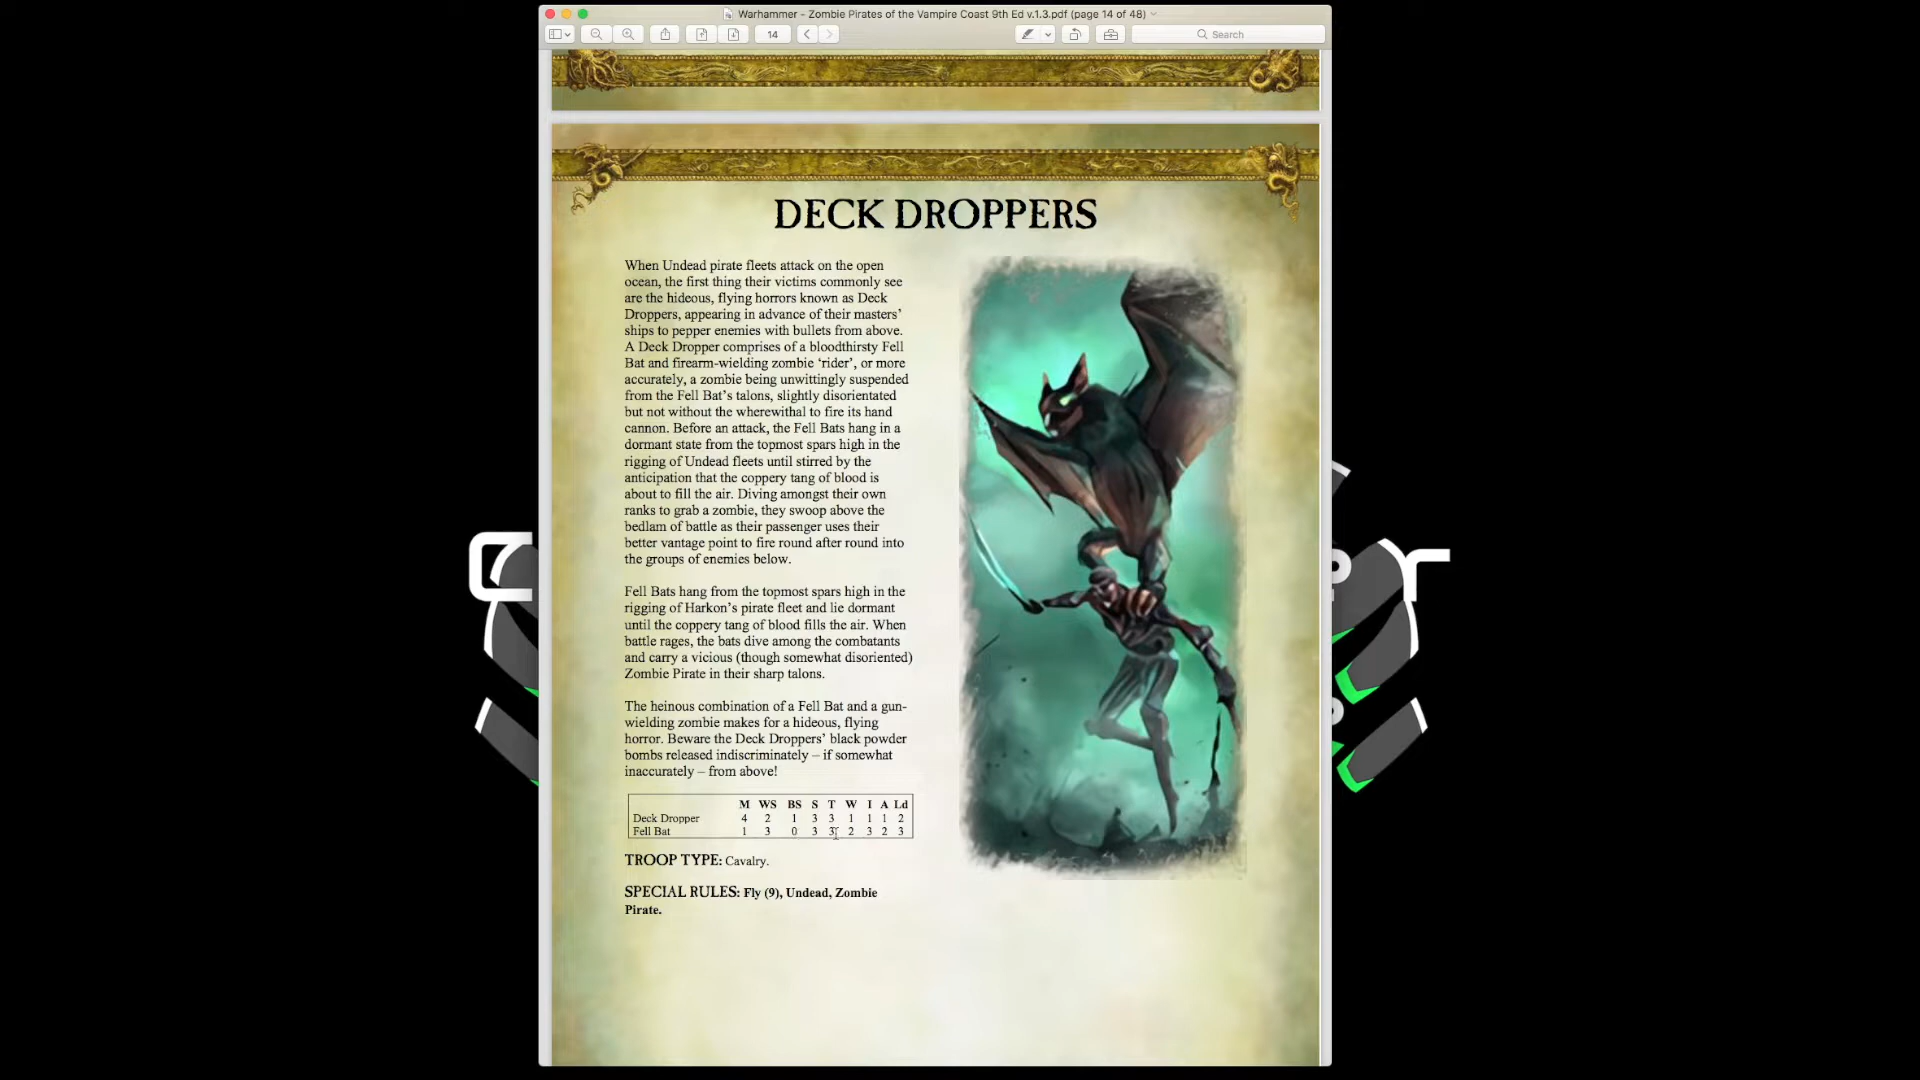 Warhammer - Zombie Pirates of the Vampire Coast 9th Ed v.1.3.pdf (page 14 of 48)
14
Search
DECK DROPPERS
When Undead pirate fleets attack on the open
ocean, the first thing their victims commonly see
are the hideous, flying horrors known as Deck
Droppers, appearing in advance of their masters’
ships to pepper enemies with bullets from above.
A Deck Dropper comprises of a bloodthirsty Fell
Bat and firearm-wielding zombie ‘rider’, or more
accurately, a zombie being unwittingly suspended
from the Fell Bat’s talons, slightly disorientated
but not without the wherewithal to fire its hand
cannon. Before an attack, the Fell Bats hang in a
dormant state from the topmost spars high in the
rigging of Undead fleets until stirred by the
anticipation that the coppery tang of blood is
about to fill the air. Diving amongst their own
ranks to grab a zombie, they swoop above the
bedlam of battle as their passenger uses their
better vantage point to fire round after round into
the groups of enemies below.
Fell Bats hang from the topmost spars high in the
rigging of Harkon’s pirate fleet and lie dormant
until the coppery tang of blood fills the air. When
battle rages, the bats dive among the combatants
and carry a vicious (though somewhat disoriented)
Zombie Pirate in their sharp talons.
The heinous combination of a Fell Bat and a gun-
wielding zombie makes for a hideous, flying
horror. Beware the Deck Droppers’ black powder
bombs released indiscriminately – if somewhat
inaccurately – from above!
M WS BS S T W I A Ld
Deck Dropper 4 2 1 3 3 1 1 1 2
Fell Bat 1 3 0 3 3 2 3 2 3
TROOP TYPE: Cavalry.
SPECIAL RULES: Fly (9), Undead, Zombie
Pirate.